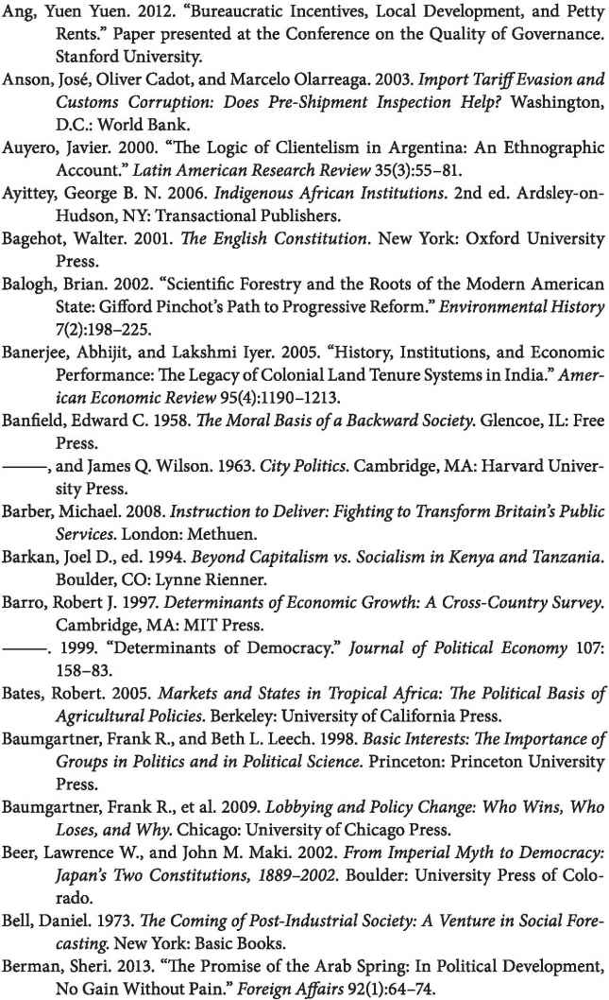 Ang, Yuen Yuen. 2012. “Bureaucratic Incentives, Local Development, and Petty
Rents.” Paper presented at the Conference on the Quality of Governance.
Stanford University.
Anson, José, Oliver Cadot, and Marcelo Olarreaga. 2003. Import Tariff Evasion and
Customs Corruption: Does Pre-Shipment Inspection Help? Washington,
D.C.: World Bank.
Auyero, Javier. 2000. “The Logic of Clientelism in Argentina: An Ethnographic
Account.” Latin American Research Review 35(3):55–81.
Ayittey, George B. N. 2006. Indigenous African Institutions. 2nd ed. Ardsley-on-
Hudson, NY: Transactional Publishers.
Bagehot, Walter. 2001. The English Constitution. New York: Oxford University
Press.
Balogh, Brian. 2002. “Scientific Forestry and the Roots of the Modern American
State: Gifford Pinchot’s Path to Progressive Reform.” Environmental History
7(2):198–225.
Banerjee, Abhijit, and Lakshmi Iyer. 2005. “History, Institutions, and Economic
Performance: The Legacy of Colonial Land Tenure Systems in India.” Amer-
ican Economic Review 95(4):1190–1213.
Banfield, Edward C. 1958. The Moral Basis of a Backward Society. Glencoe, IL: Free
Press.
———, and James Q. Wilson. 1963. City Politics. Cambridge, MA: Harvard Univer-
sity Press.
Barber, Michael. 2008. Instruction to Deliver: Fighting to Transform Britain’s Public
Services. London: Methuen.
Barkan, Joel D., ed. 1994. Beyond Capitalism vs. Socialism in Kenya and Tanzania.
Boulder, CO: Lynne Rienner.
Barro, Robert J. 1997. Determinants of Economic Growth: A Cross-Country Survey.
Cambridge, MA: MIT Press.
———. 1999. “Determinants of Democracy.” Journal of Political Economy 107:
158–83.
Bates, Robert. 2005. Markets and States in Tropical Africa: The Political Basis of
Agricultural Policies. Berkeley: University of California Press.
Baumgartner, Frank R., and Beth L. Leech. 1998. Basic Interests: The Importance of
Groups in Politics and in Political Science. Princeton: Princeton University
Press.
Baumgartner, Frank R., et al. 2009. Lobbying and Policy Change: Who Wins, Who
Loses, and Why. Chicago: University of Chicago Press.
Beer, Lawrence W., and John M. Maki. 2002. From Imperial Myth to Democracy:
Japan’s Two Constitutions, 1889–2002. Boulder: University Press of Colo-
rado.
Bell, Daniel. 1973. The Coming of Post-Industrial Society: A Venture in Social Fore-
casting. New York: Basic Books.
Berman, Sheri. 2013. “The Promise of the Arab Spring: In Political Development,
No Gain Without Pain.” Foreign Affairs 92(1):64–74.